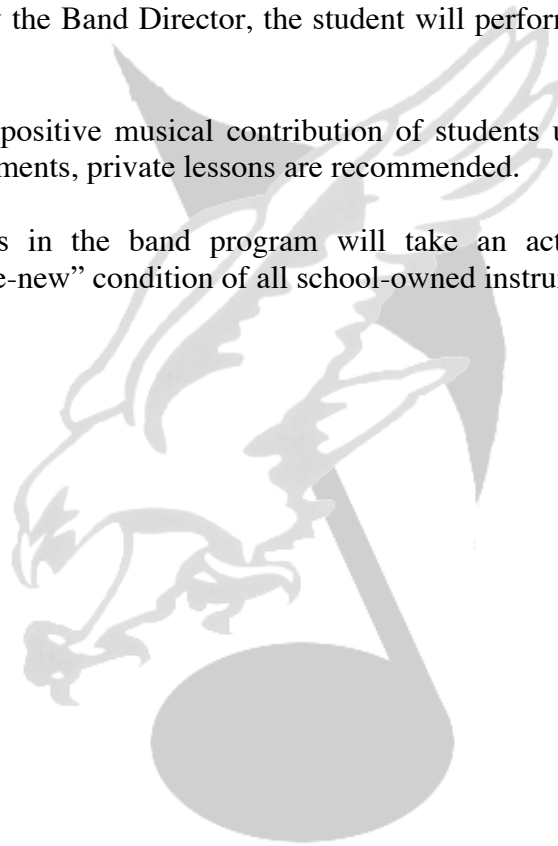 the Band Director, the student will perform
positive musical contribution of students
ments, private lessons are recommended.
s in the band program will take an act
e-new” condition of all school-owned instru